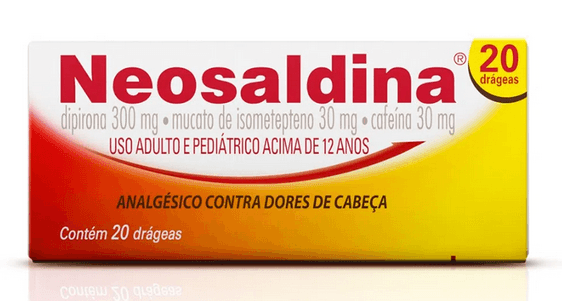 Neosaldina®
20
drágeas
dipirona 300 mg • mucato de isometepteno 30 mg • cafeína 30 mg
USO ADULTO E PEDIÁTRICO ACIMA DE 12 ANOS
ANALGÉSICO CONTRA DORES DE CABEÇA
Contém 20 drágeas